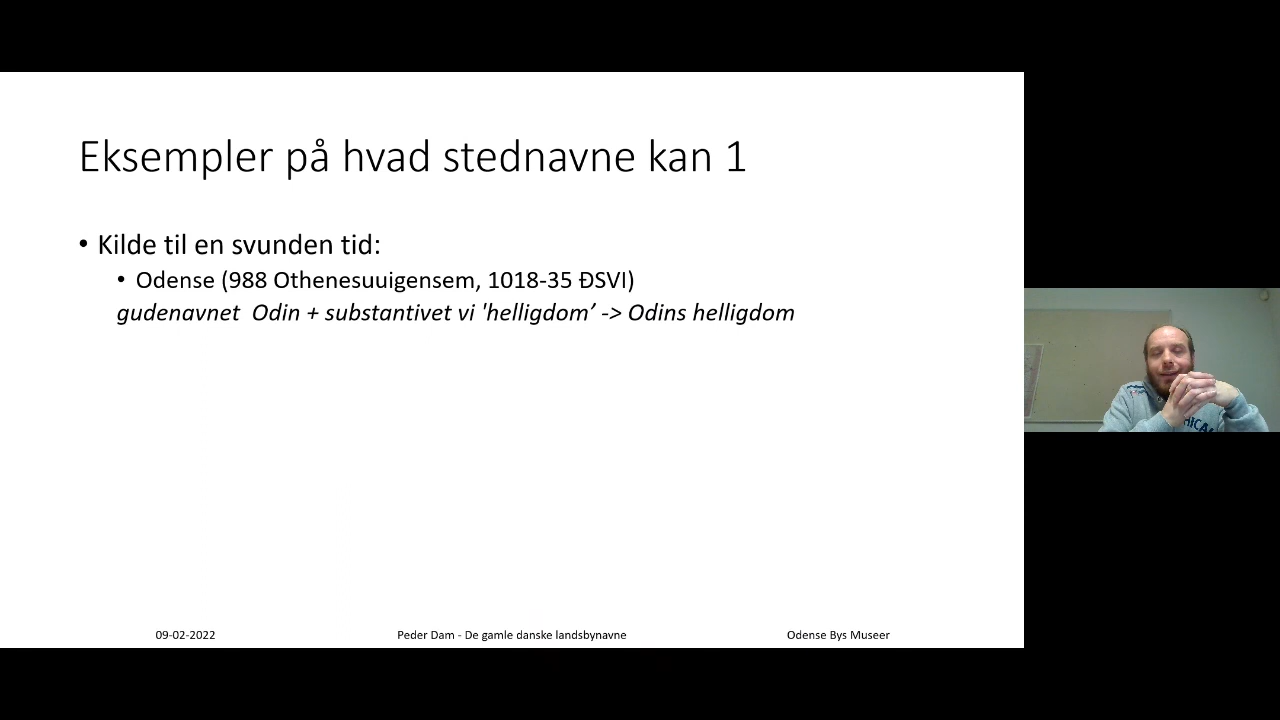 Eksempler på hvad stednavne kan 1
• Kilde til en svunden tid:
• Odense (988 Othenesuuigensem, 1018-35 ÐSVI)
gudenavnet  Odin + substantivet vi 'helligdom’ -> Odins helligdom
09-02-2022
Peder Dam - De gamle danske landsbynavne
Odense Bys Museer